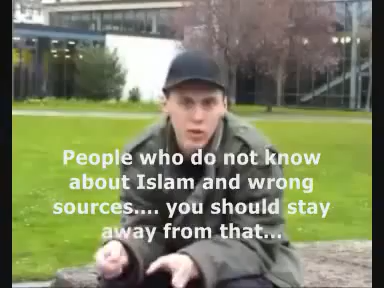 People who do not know
about Islam and wrong
sources.... you should stay
away from that...